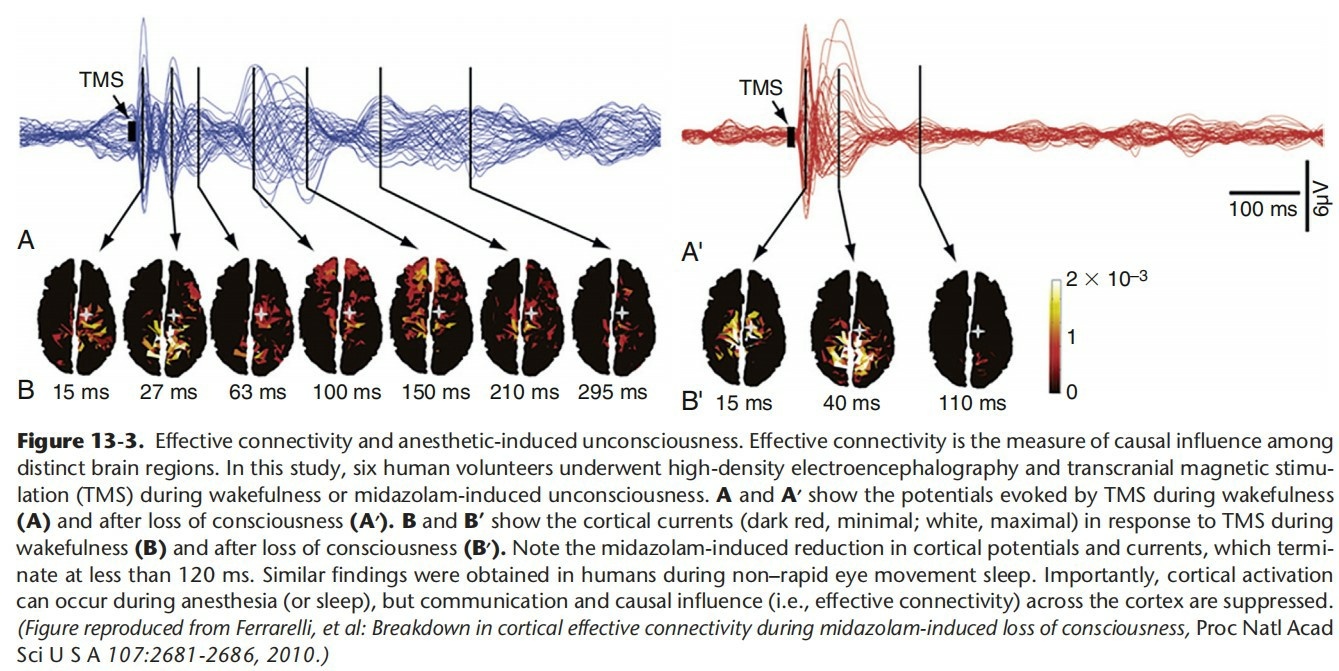 TMS
TMS
100 ms
6µV
A
A'
2 × 10⁻³
1
0
B
15 ms
27 ms
63 ms
100 ms
150 ms
210 ms
295 ms
B'
15 ms
40 ms
110 ms
Figure 13-3. Effective connectivity and anesthetic-induced unconsciousness. Effective connectivity is the measure of causal influence among
distinct brain regions. In this study, six human volunteers underwent high-density electroencephalography and transcranial magnetic stimu-
lation (TMS) during wakefulness or midazolam-induced unconsciousness. A and A′ show the potentials evoked by TMS during wakefulness
(A) and after loss of consciousness (A′). B and B′ show the cortical currents (dark red, minimal; white, maximal) in response to TMS during
wakefulness (B) and after loss of consciousness (B′). Note the midazolam-induced reduction in cortical potentials and currents, which termi-
nate at less than 120 ms. Similar findings were obtained in humans during non–rapid eye movement sleep. Importantly, cortical activation
can occur during anesthesia (or sleep), but communication and causal influence (i.e., effective connectivity) across the cortex are suppressed.
(Figure reproduced from Ferrarelli, et al: Breakdown in cortical effective connectivity during midazolam-induced loss of consciousness, Proc Natl Acad
Sci U S A 107:2681-2686, 2010.)